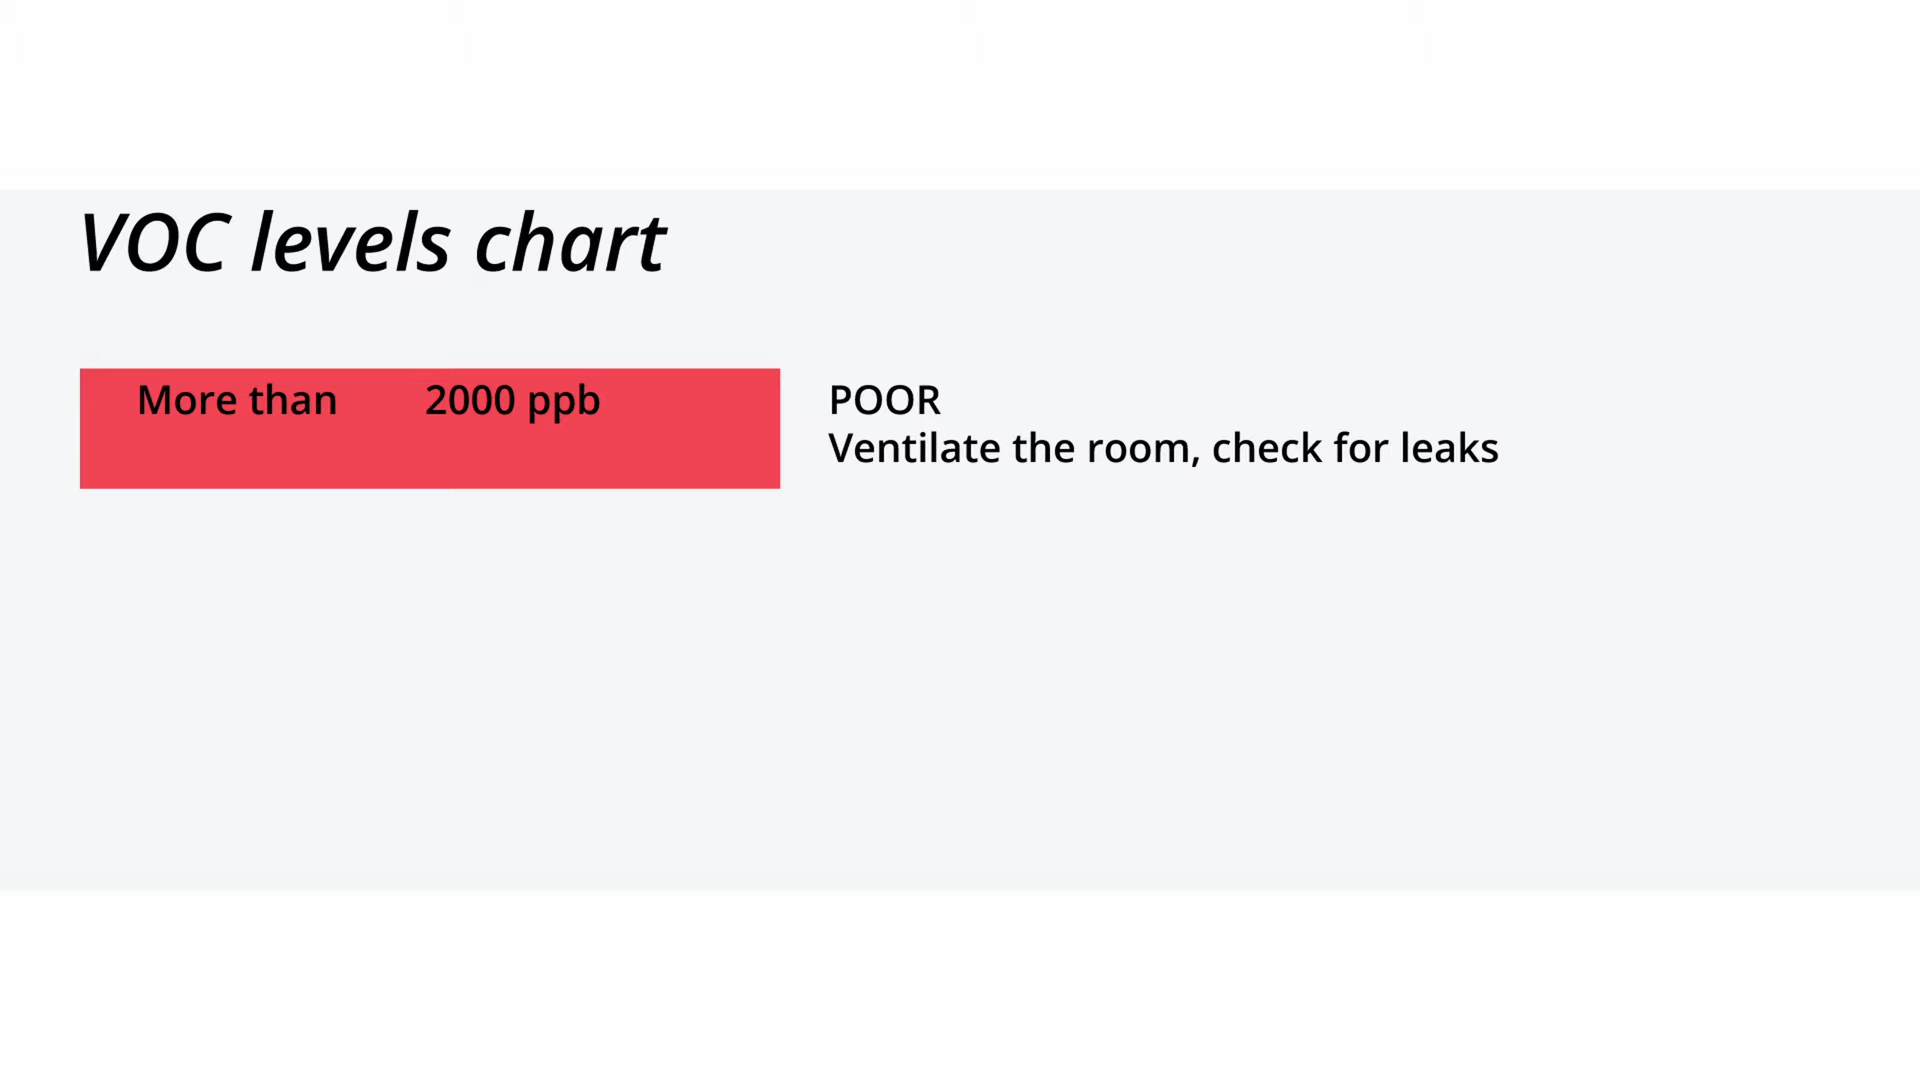 VOC levels chart
More than 2000 ppb
POOR
Ventilate the room, check for leaks